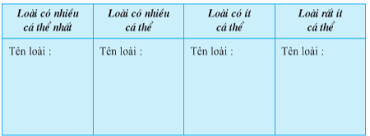 Loài có nhiều
cá thể nhất
Loài có nhiều
cá thể
Loài có ít
cá thể
Loài rất ít
cá thể
Tên loài :
Tên loài :
Tên loài :
Tên loài :